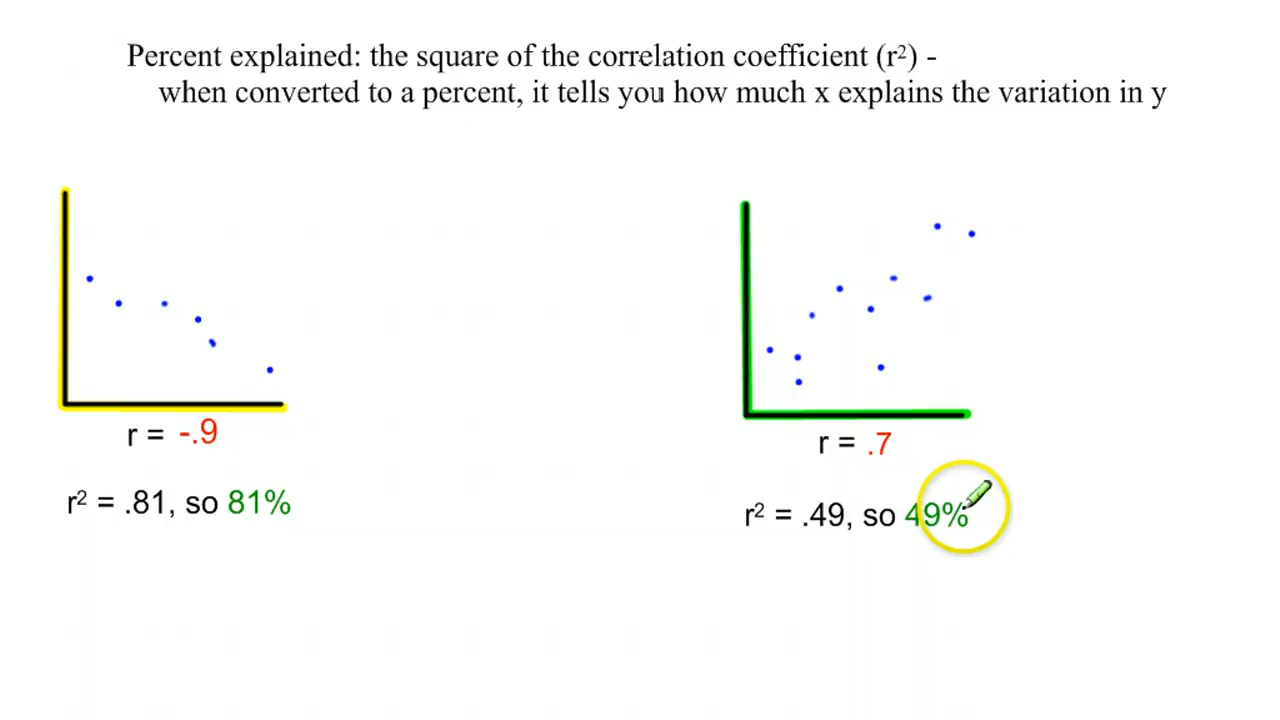 Percent explained: the square of the correlation coefficient (r²) -
when converted to a percent, it tells you how much x explains the variation in y
r = -.9
r² = .81, so 81%
r = .7
r² = .49, so 49%